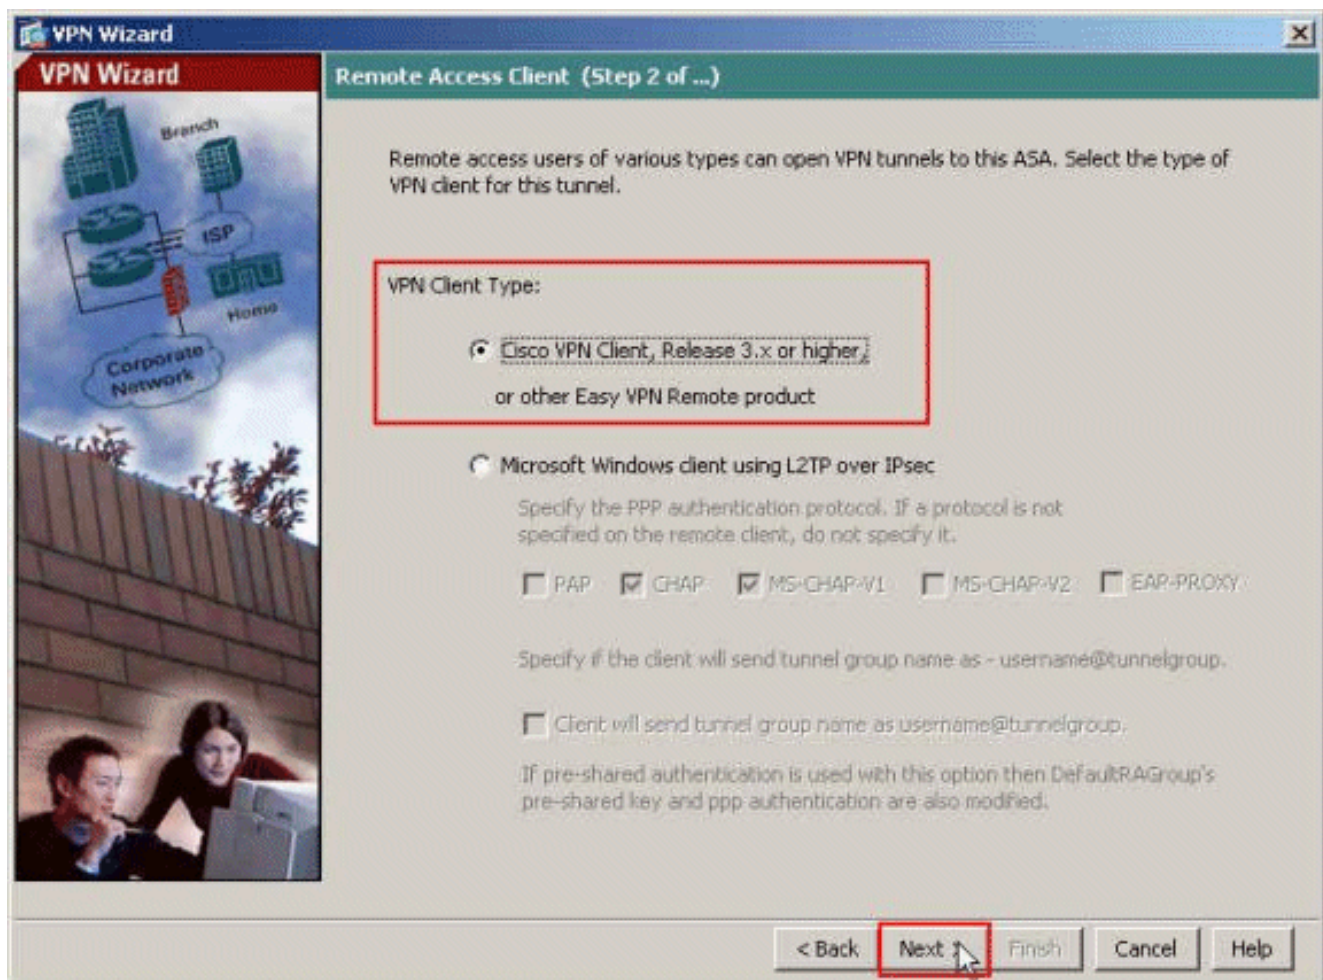 VPN Wizard
VPN Wizard
Remote Access Client (Step 2 of ...)
Branch
ISP
Home
Corporate
Network
Remote access users of various types can open VPN tunnels to this ASA. Select the type of
VPN client for this tunnel.
VPN Client Type:
Cisco VPN Client, Release 3.x or higher,
or other Easy VPN Remote product
Microsoft Windows client using L2TP over IPsec
Specify the PPP authentication protocol. If a protocol is not
specified on the remote client, do not specify it.
PAP CHAP MS-CHAP-V1 MS-CHAP-V2 EAP-PROXY
Specify if the client will send tunnel group name as - username@tunnelgroup.
Client will send tunnel group name as username@tunnelgroup.
If pre-shared authentication is used with this option then DefaultRAGroup's
pre-shared key and ppp authentication are also modified.
< Back Next > Finish Cancel Help